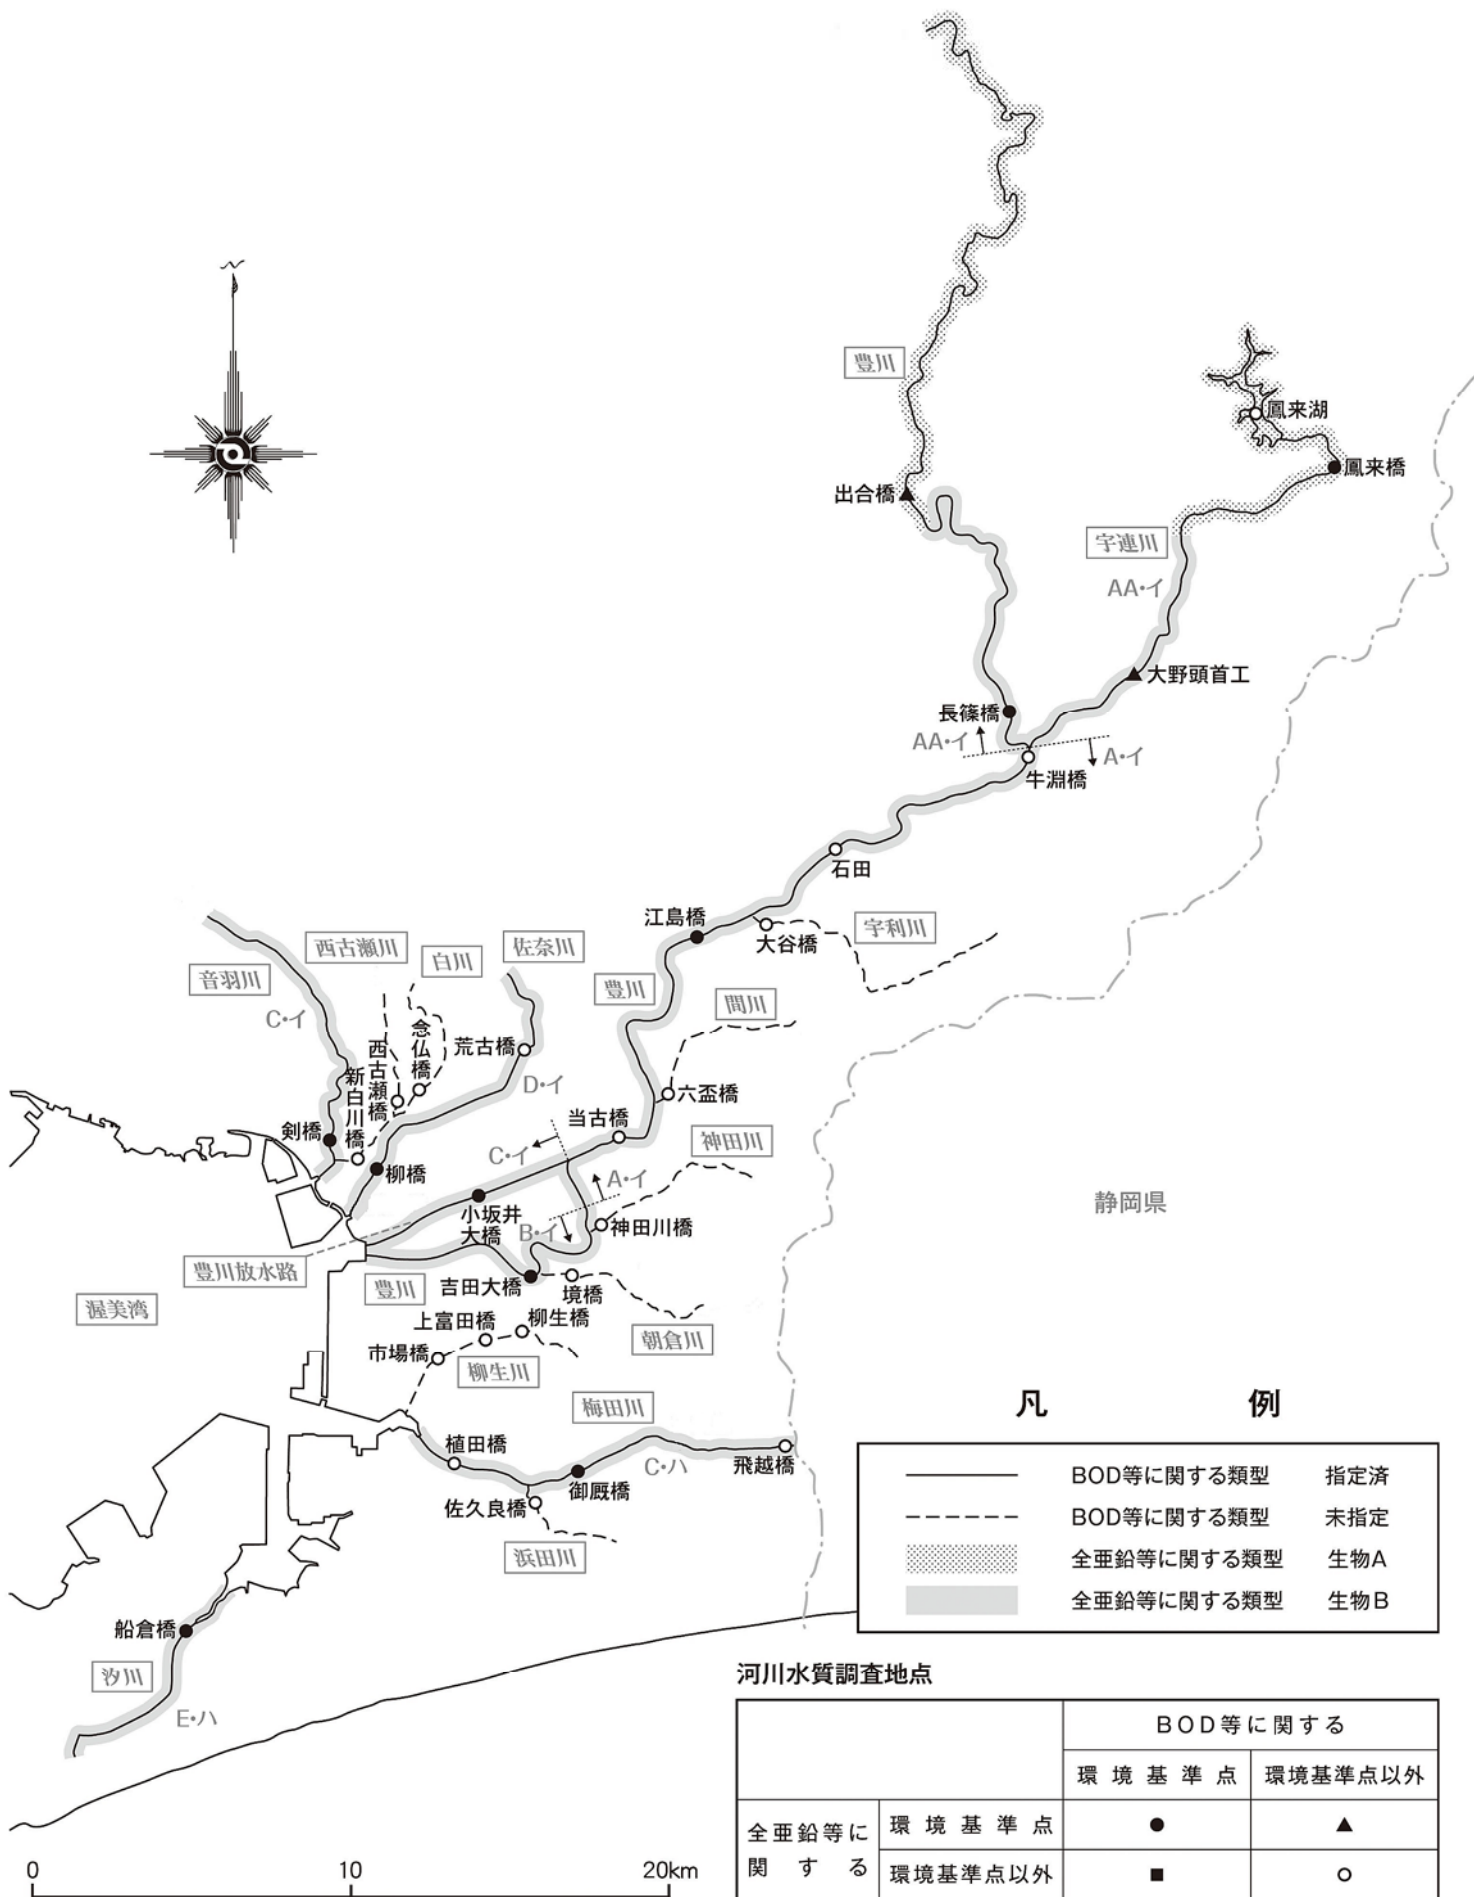 豊川
鳳来湖
鳳来橋
出合橋
宇連川
AA・イ
大野頭首工
長篠橋
AA・イ
A・イ
牛淵橋
石田
江島橋
大谷橋
宇利川
西古瀬川
白川
佐奈川
音羽川
豊川
間川
C・イ
念仏橋
西古瀬橋
荒古橋
新白川橋
D・イ
六盃橋
当古橋
剣橋
神田川
C・イ
柳橋
A・イ
静岡県
小坂井
大橋
B・イ
神田川橋
豊川放水路
豊川
吉田大橋
境橋
渥美湾
上富田橋
柳生橋
朝倉川
市場橋
柳生川
梅田川
植田橋
C・ハ
飛越橋
御厩橋
佐久良橋
浜田川
船倉橋
汐川
E・ハ
凡 例
BOD等に関する類型 指定済
BOD等に関する類型 未指定
全亜鉛等に関する類型 生物A
全亜鉛等に関する類型 生物B
河川水質調査地点
BOD等に関する
環境基準点 環境基準点以外
全亜鉛等に
関する
環境基準点 ● ▲
環境基準点以外 ■ ○
0 10 20km